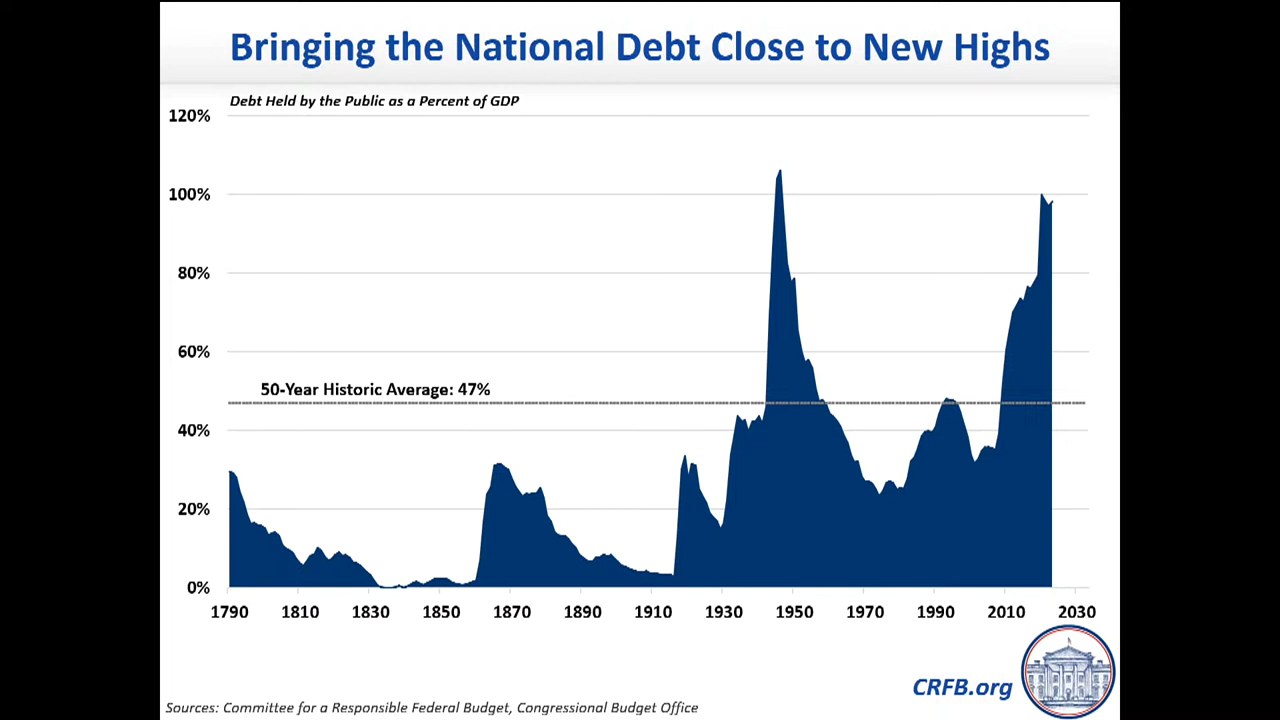 Bringing the National Debt Close to New Highs
Debt Held by the Public as a Percent of GDP
120%
100%
80%
60%
50-Year Historic Average: 47%
40%
20%
0%
1790 1810 1830 1850 1870 1890 1910 1930 1950 1970 1990 2010 2030
CRFB.org
Sources: Committee for a Responsible Federal Budget, Congressional Budget Office